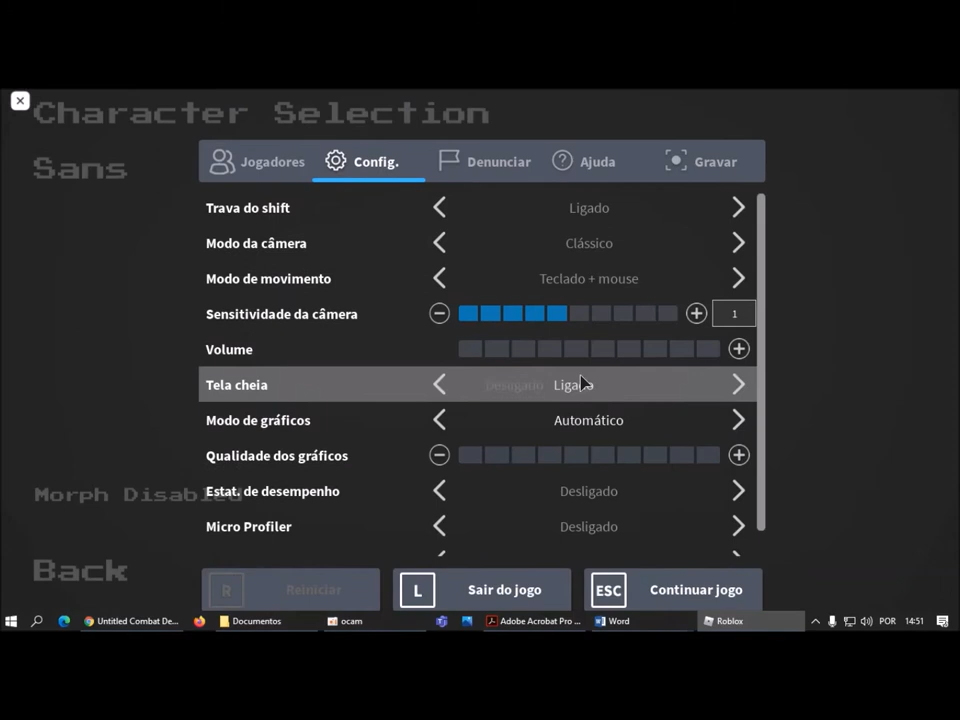 Character Selection
Sans
Jogadores
Config.
Denunciar
Ajuda
Gravar
Trava do shift
Ligado
Modo da câmera
Clássico
Modo de movimento
Teclado + mouse
Sensitividade da câmera
1
Volume
Tela cheia
Ligado
Modo de gráficos
Automático
Qualidade dos gráficos
Estat. de desempenho
Desligado
Morph Disabled
Micro Profiler
Desligado
Back
R
Reiniciar
L
Sair do jogo
ESC
Continuar jogo
Untitled Combat De...
Documentos
ocam
Adobe Acrobat Pro ...
Word
Roblox
POR
14:51